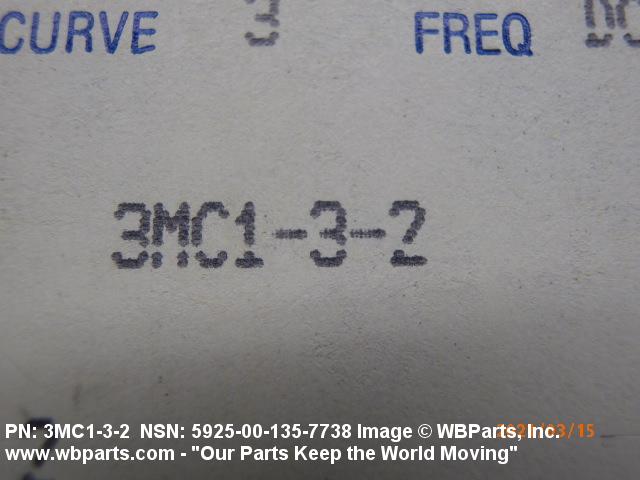 CURVE 3 FREQ DC
3MC1-3-2
PN: 3MC1-3-2 NSN: 5925-00-135-7738 Image © WBParts, Inc.
www.wbparts.com - "Our Parts Keep the World Moving"